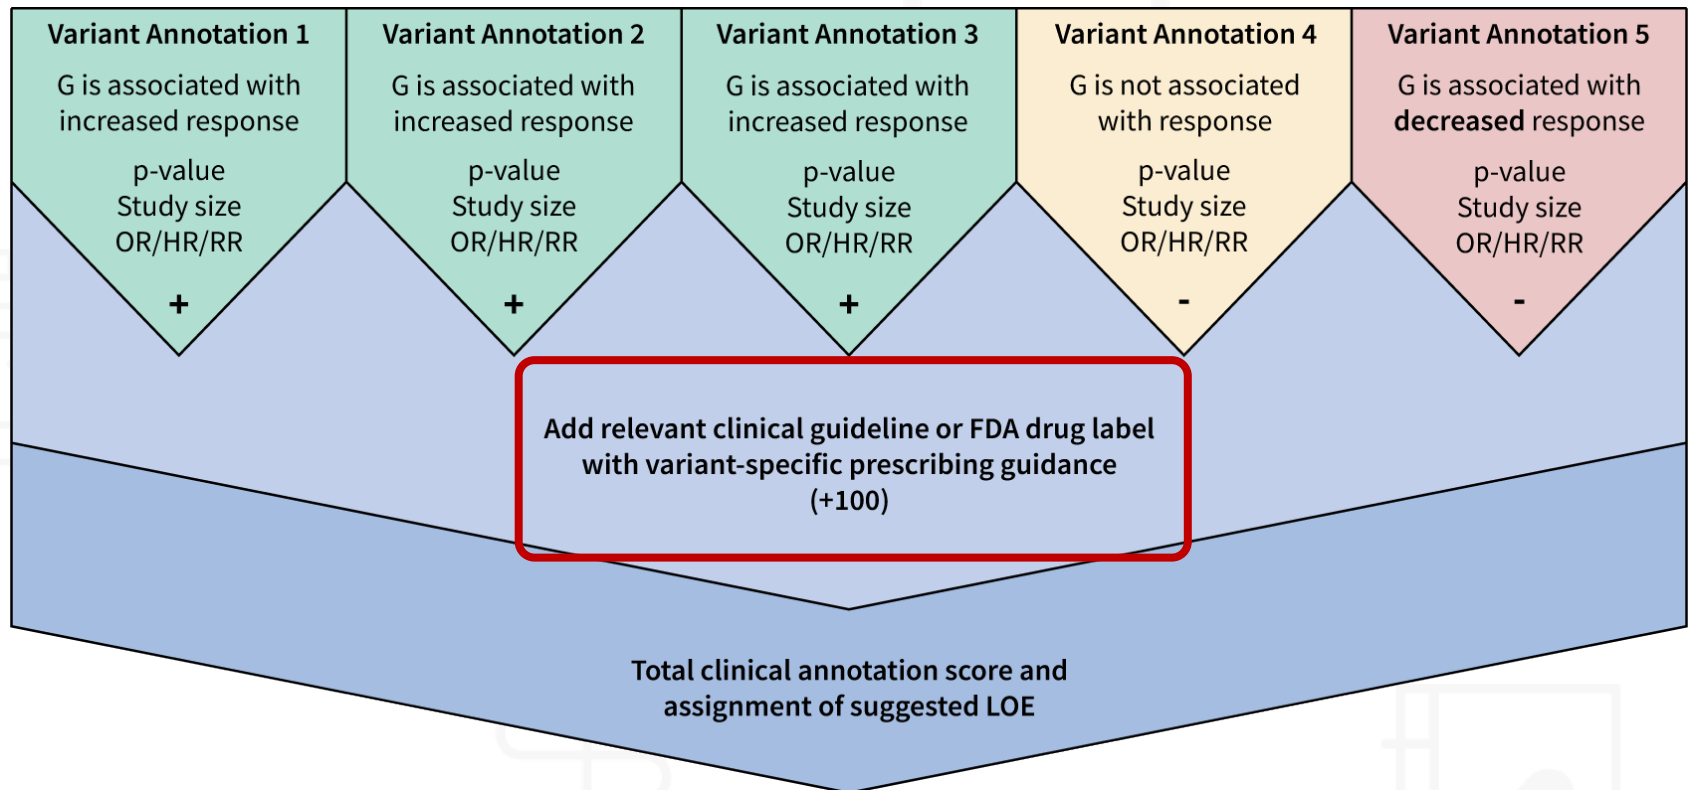 Variant Annotation 1
G is associated with
increased response
p-value
Study size
OR/HR/RR
+
Variant Annotation 2
G is associated with
increased response
p-value
Study size
OR/HR/RR
+
Variant Annotation 3
G is associated with
increased response
p-value
Study size
OR/HR/RR
+
Variant Annotation 4
G is not associated
with response
p-value
Study size
OR/HR/RR
-
Variant Annotation 5
G is associated with
decreased response
p-value
Study size
OR/HR/RR
-
Add relevant clinical guideline or FDA drug label
with variant-specific prescribing guidance
(+100)
Total clinical annotation score and
assignment of suggested LOE